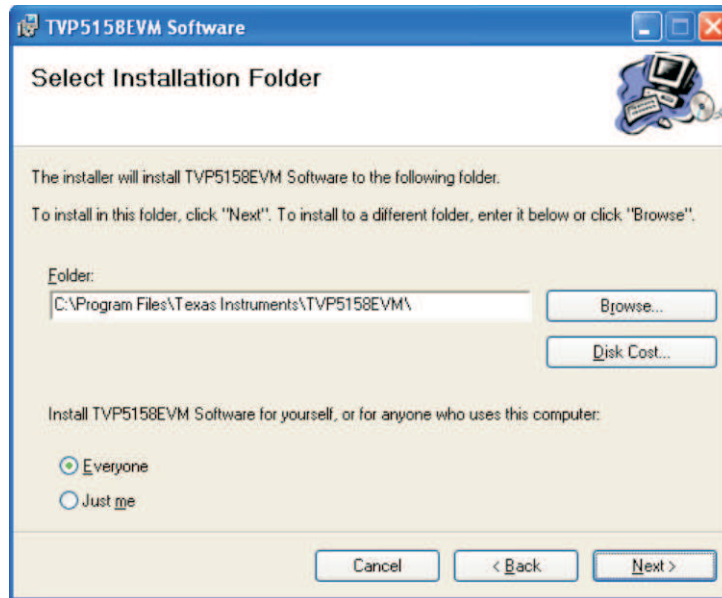 TVP5158EVM Software
Select Installation Folder
The installer will install TVP5158EVM Software to the following folder.
To install in this folder, click "Next". To install to a different folder, enter it below or click "Browse".
Folder:
C:\Program Files\Texas Instruments\TVP5158EVM\
Browse...
Disk Cost...
Install TVP5158EVM Software for yourself, or for anyone who uses this computer:
Everyone
Just me
Cancel
< Back
Next >